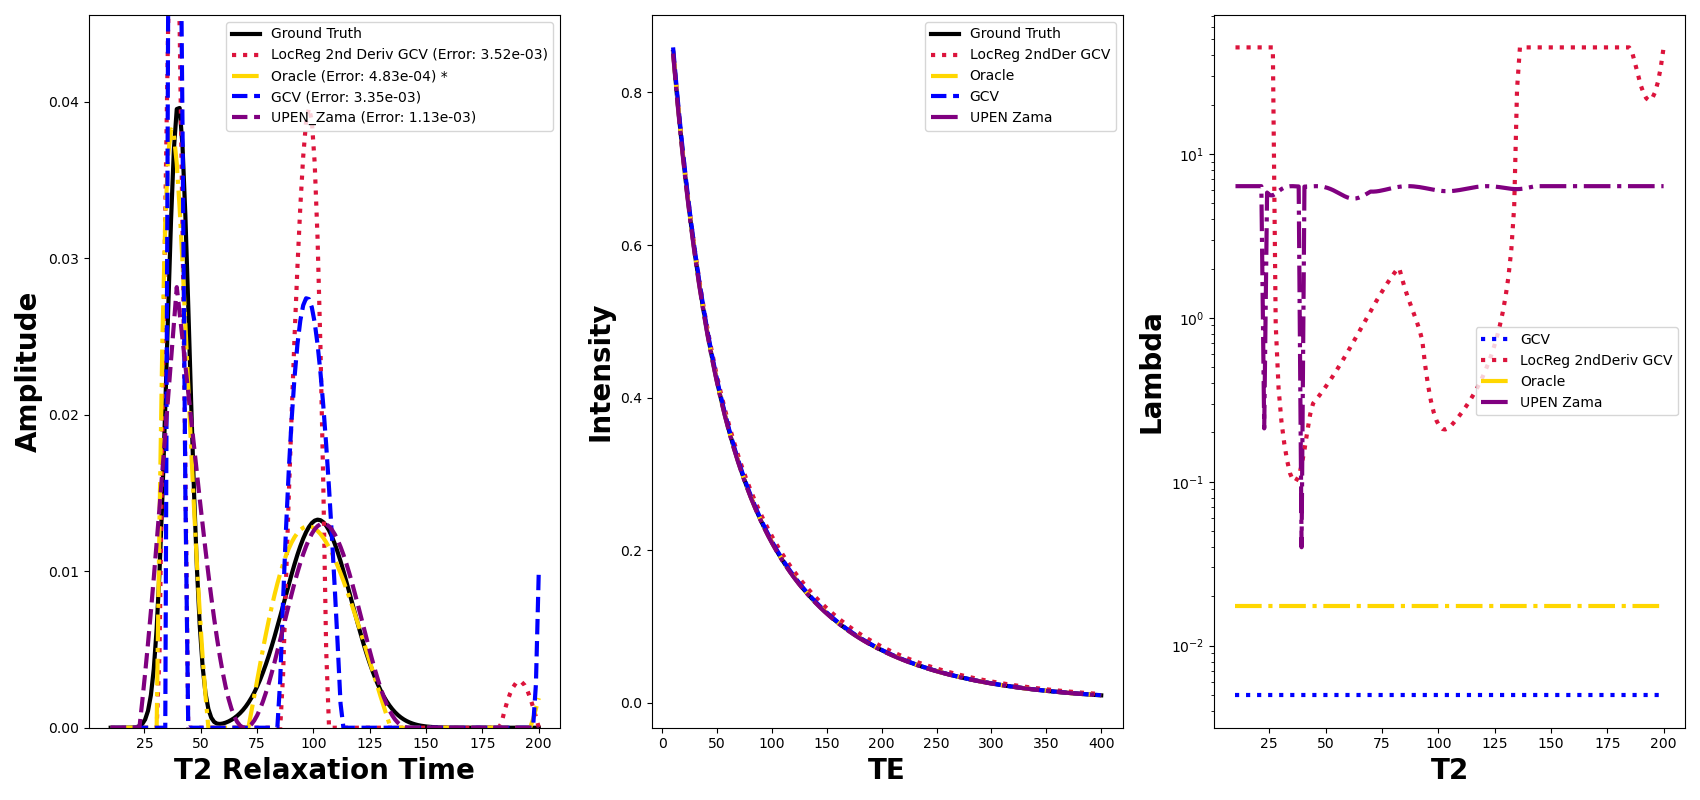 Amplitude
0.04
0.03
0.02
0.01
0.00
25 50 75 100 125 150 175 200
T2 Relaxation Time
Ground Truth
LocReg 2nd Deriv GCV (Error: 3.52e-03)
Oracle (Error: 4.83e-04) *
GCV (Error: 3.35e-03)
UPEN_Zama (Error: 1.13e-03)
Intensity
0.8
0.6
0.4
0.2
0.0
0 50 100 150 200 250 300 350 400
TE
Ground Truth
LocReg 2ndDer GCV
Oracle
GCV
UPEN Zama
Lambda
10¹
10⁰
10⁻¹
10⁻²
25 50 75 100 125 150 175 200
T2
GCV
LocReg 2ndDeriv GCV
Oracle
UPEN Zama